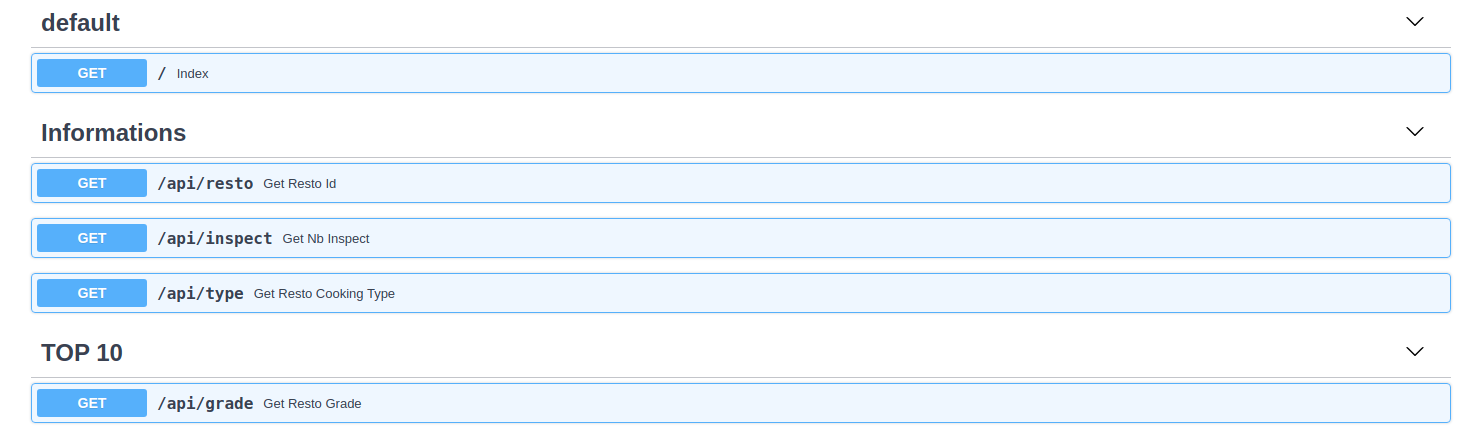 default
GET / Index
Informations
GET /api/resto Get Resto Id
GET /api/inspect Get Nb Inspect
GET /api/type Get Resto Cooking Type
TOP 10
GET /api/grade Get Resto Grade